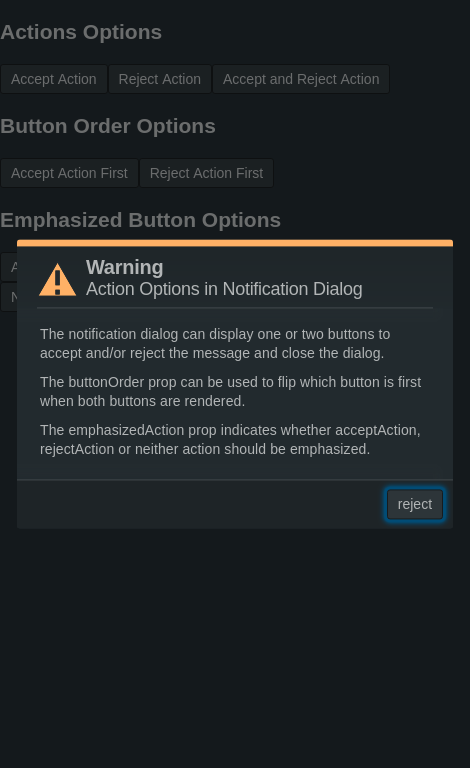 Actions Options
Accept Action Reject Action Accept and Reject Action
Button Order Options
Accept Action First Reject Action First
Emphasized Button Options
Warning
Action Options in Notification Dialog
The notification dialog can display one or two buttons to
accept and/or reject the message and close the dialog.
The buttonOrder prop can be used to flip which button is first
when both buttons are rendered.
The emphasizedAction prop indicates whether acceptAction,
rejectAction or neither action should be emphasized.
reject